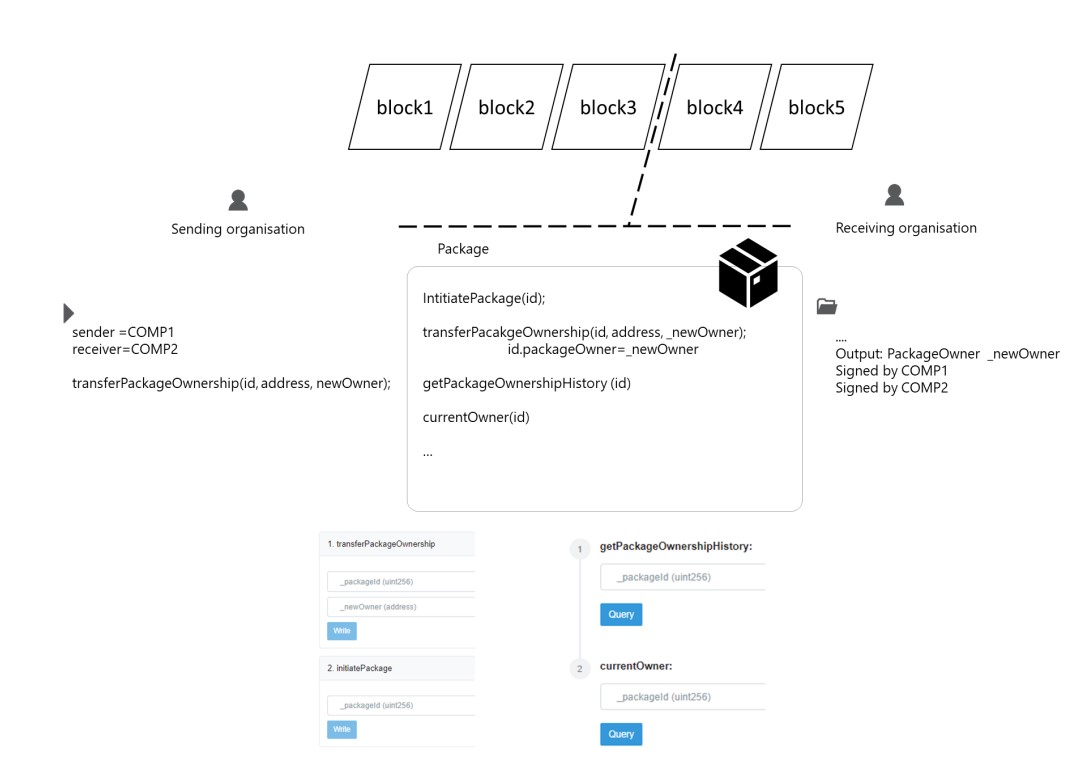 block1
block2
block3
block4
block5
Sending organisation
Receiving organisation
Package
sender =COMP1
receiver=COMP2
transferPackageOwnership(id, address, newOwner);
IntitiatePackage(id);
transferPacakgeOwnership(id, address, _newOwner);
id.packageOwner=_newOwner
getPackageOwnershipHistory (id)
currentOwner(id)
...
....
Output: PackageOwner _newOwner
Signed by COMP1
Signed by COMP2
1. transferPackageOwnership
_packageId (uint256)
_newOwner (address)
Write
2. initiatePackage
_packageId (uint256)
Write
1
getPackageOwnershipHistory:
_packageId (uint256)
Query
2
currentOwner:
_packageId (uint256)
Query